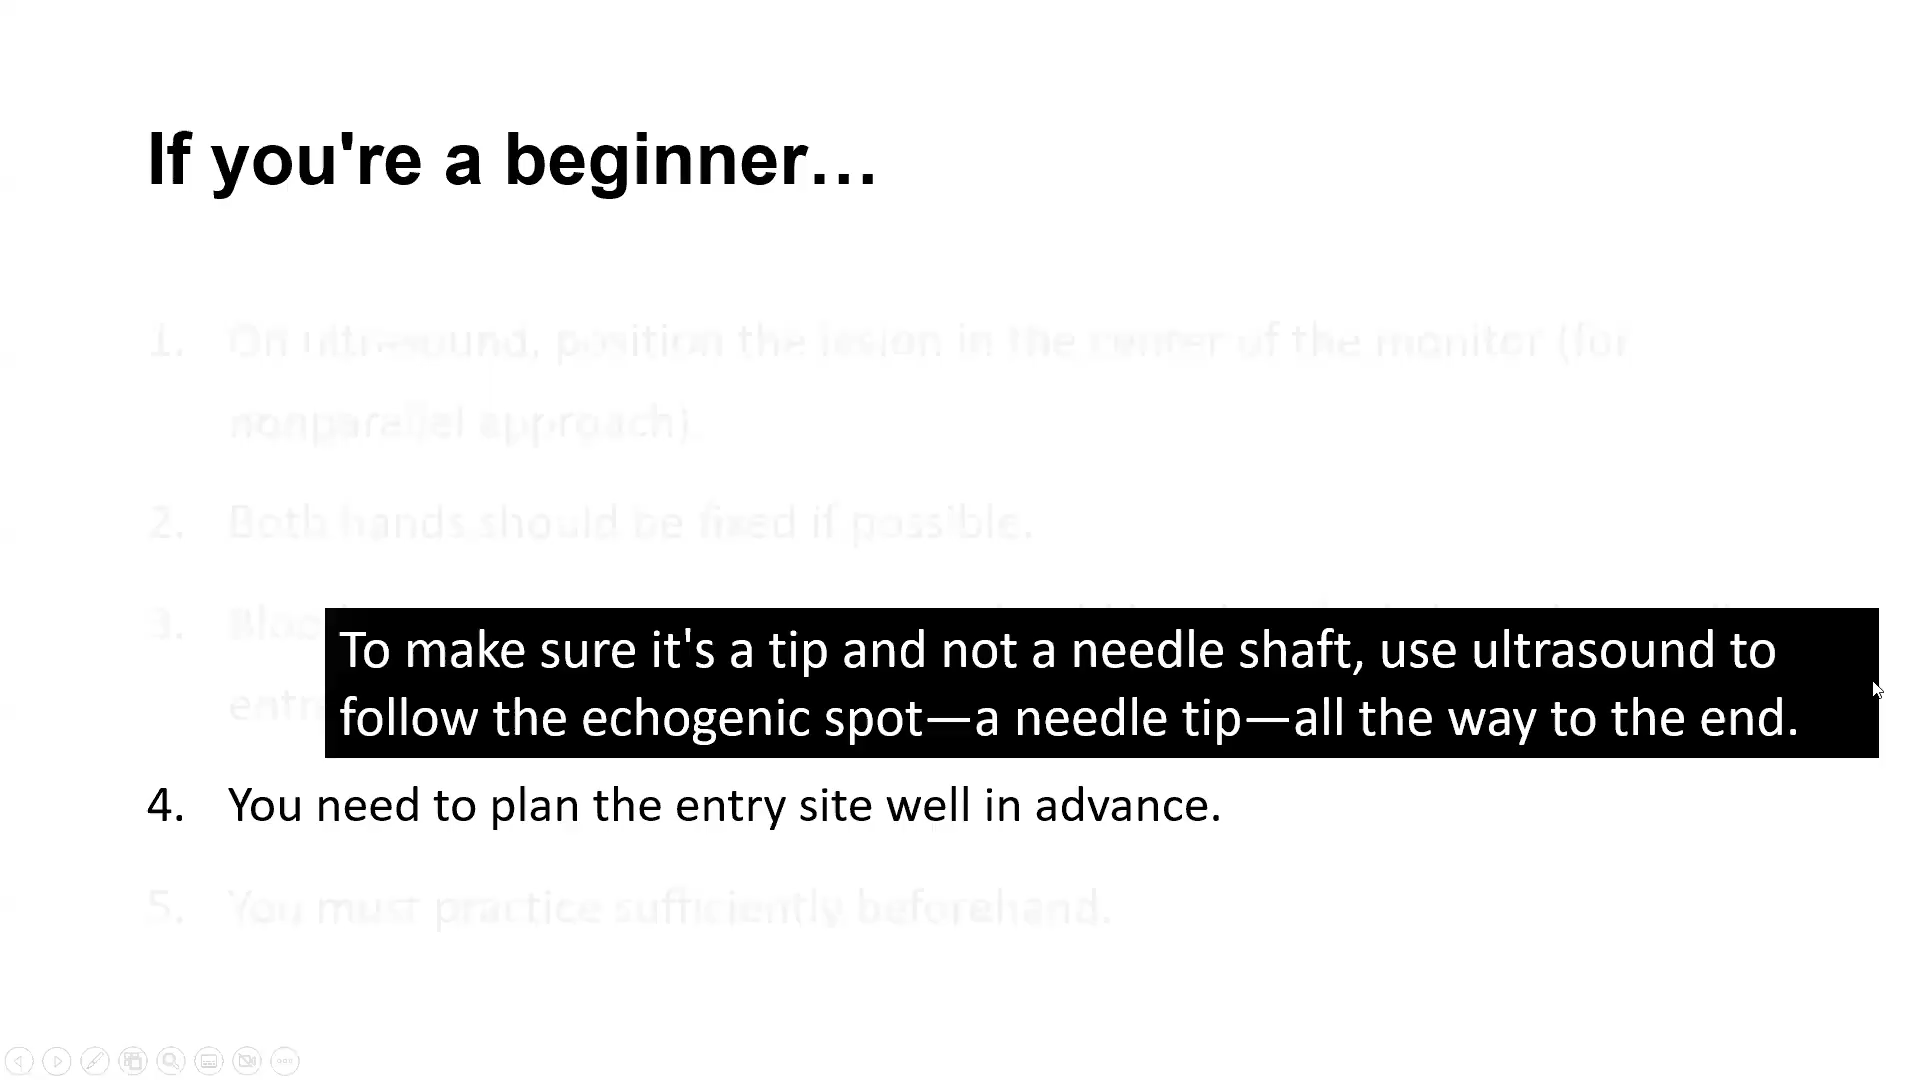 If you're a beginner…
1. On ultrasound, position the lesion in the center of the monitor (for
nonparallel approach).
2. Both hands should be fixed if possible.
3.
To make sure it's a tip and not a needle shaft, use ultrasound to
follow the echogenic spot—a needle tip—all the way to the end.
4. You need to plan the entry site well in advance.
5. You must practice sufficiently beforehand.